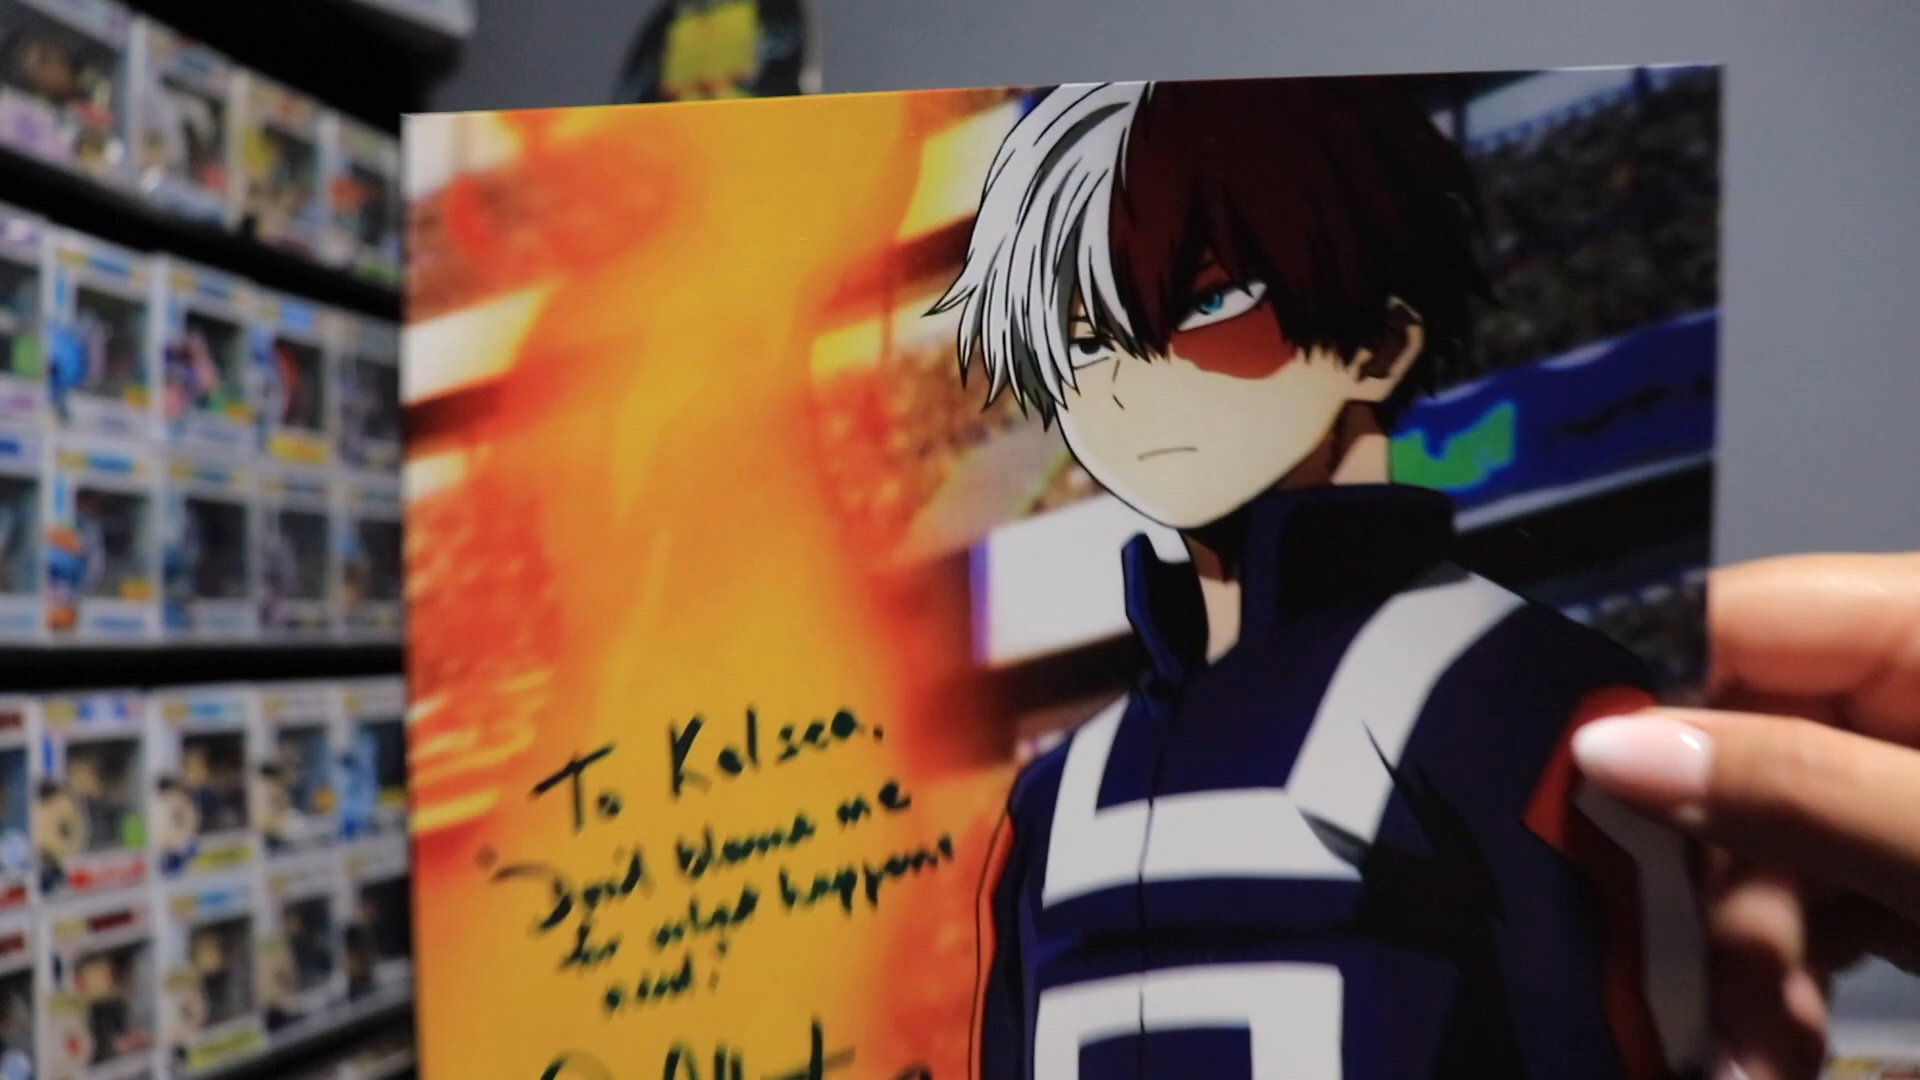 To Kelsea,
"Don't blame me
for what happens
next!"